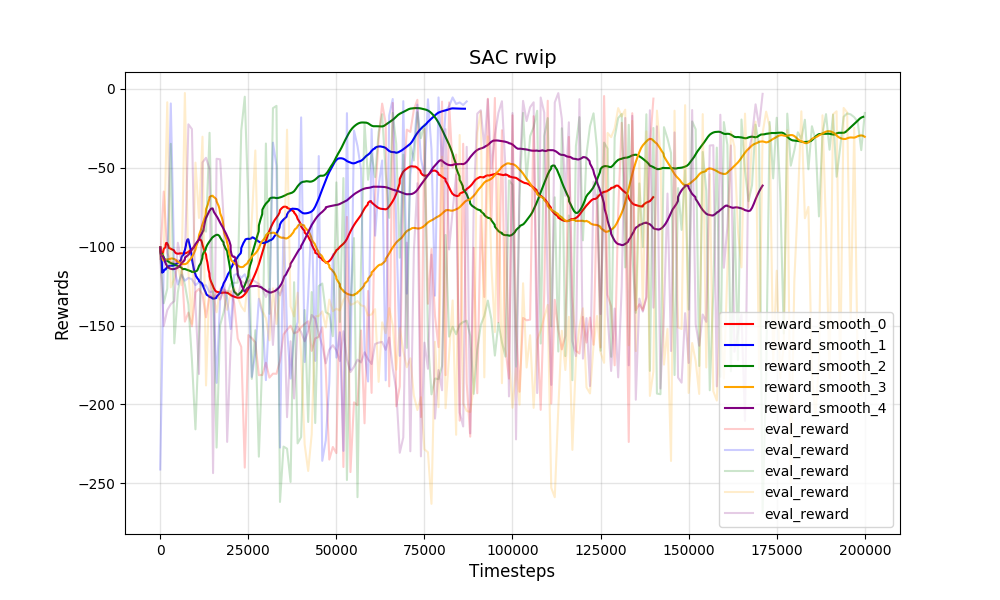 SAC rwip
Rewards
0
−50
−100
−150
−200
−250
0
25000
50000
75000
100000
125000
150000
175000
200000
Timesteps
reward_smooth_0
reward_smooth_1
reward_smooth_2
reward_smooth_3
reward_smooth_4
eval_reward
eval_reward
eval_reward
eval_reward
eval_reward